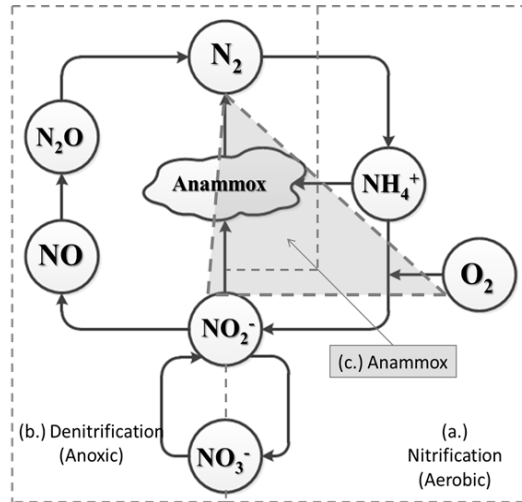 N₂
N₂O
Anammox
NH₄⁺
NO
O₂
NO₂⁻
(c.) Anammox
(b.) Denitrification
(Anoxic)
(a.)
Nitrification
(Aerobic)
NO₃⁻